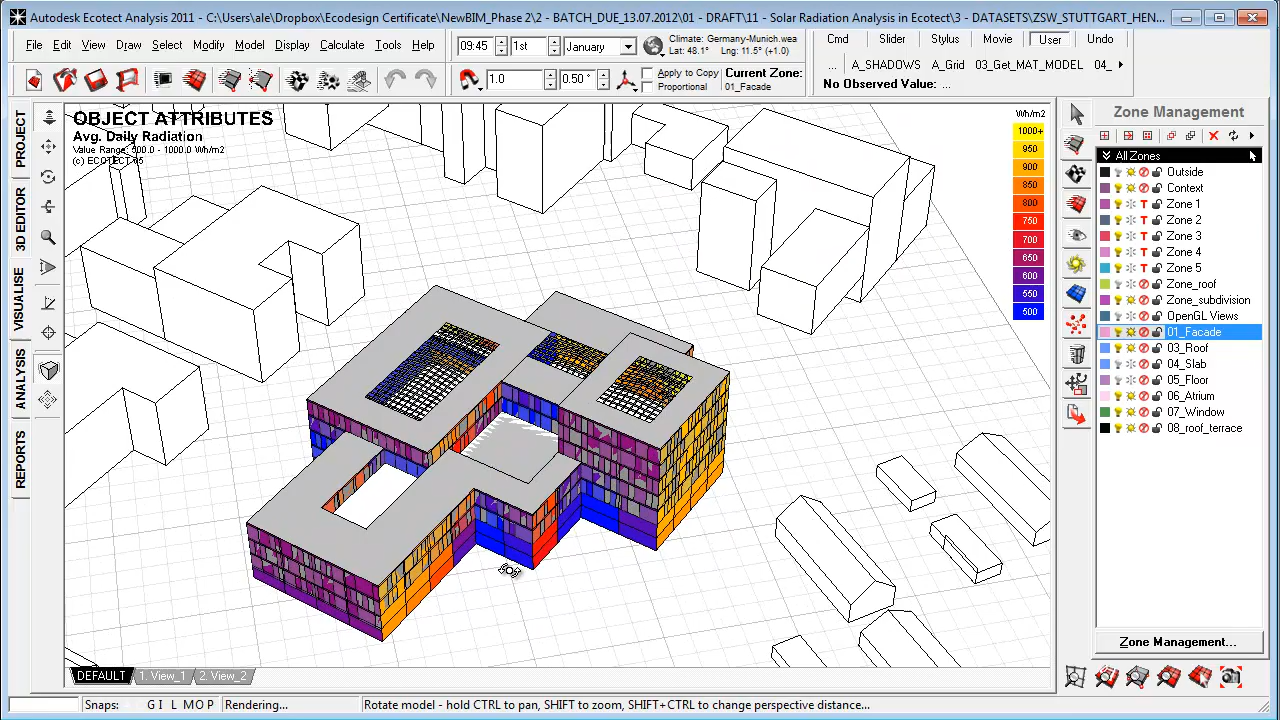 Autodesk Ecotect Analysis 2011 - C:\Users\ale\Dropbox\Ecodesign Certificate\NewBIM_Phase 2\2 - BATCH_DUE_13.07.2012\01 - DRAFT\11 - Solar Radiation Analysis in Ecotect\3 - DATASETS\ZSW_STUTTGART_HEN...
File Edit View Draw Select Modify Model Display Calculate Tools Help
09:45 1st January
Climate: Germany-Munich.wea
Lat: 48.1° Lng: 11.5° (+1.0)
Cmd Slider Stylus Movie User Undo
... A_SHADOWS A_Grid 03_Get_MAT_MODEL 04_
No Observed Value: ...
1.0 0.50 °
Apply to Copy
Proportional
Current Zone:
01_Facade
PROJECT
3D EDITOR
VISUALISE
ANALYSIS
REPORTS
OBJECT ATTRIBUTES
Avg. Daily Radiation
Value Range: 500.0 - 1000.0 Wh/m2
(c) ECOTECT v5
Wh/m2
1000+
950
900
850
800
750
700
650
600
550
500
Zone Management
All Zones
Outside
Context
Zone 1
Zone 2
Zone 3
Zone 4
Zone 5
Zone_roof
Zone_subdivision
OpenGL Views
01_Facade
03_Roof
04_Slab
05_Floor
06_Atrium
07_Window
08_roof_terrace
Zone Management...
DEFAULT 1. View_1 2. View_2
Snaps: G I L M O P Rendering... Rotate model - hold CTRL to pan, SHIFT to zoom, SHIFT+CTRL to change perspective distance...